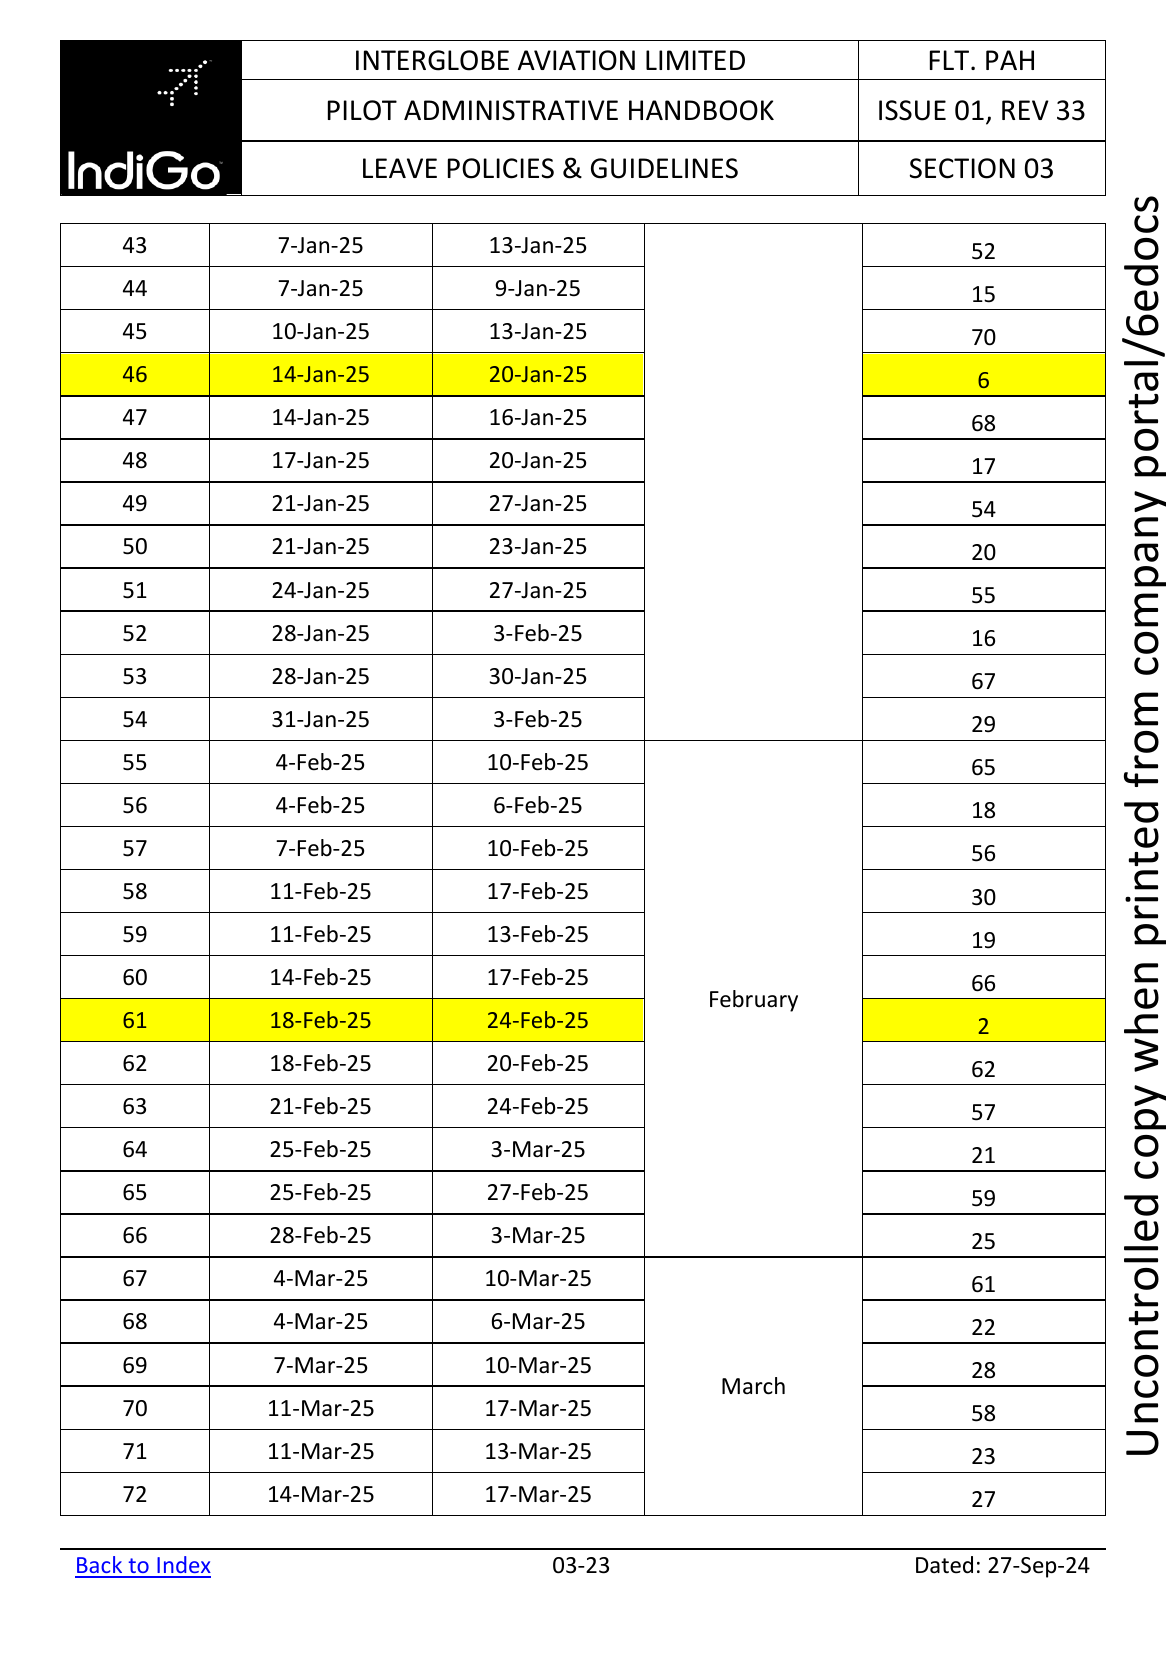 INTERGLOBE AVIATION LIMITED FLT. PAH
PILOT ADMINISTRATIVE HANDBOOK ISSUE 01, REV 33
IndiGo LEAVE POLICIES & GUIDELINES SECTION 03
43 7-Jan-25 13-Jan-25 52
44 7-Jan-25 9-Jan-25 15
45 10-Jan-25 13-Jan-25 70
46 14-Jan-25 20-Jan-25 6
47 14-Jan-25 16-Jan-25 68
48 17-Jan-25 20-Jan-25 17
49 21-Jan-25 27-Jan-25 54
50 21-Jan-25 23-Jan-25 20
51 24-Jan-25 27-Jan-25 55
52 28-Jan-25 3-Feb-25 16
53 28-Jan-25 30-Jan-25 67
54 31-Jan-25 3-Feb-25 29
55 4-Feb-25 10-Feb-25 65
56 4-Feb-25 6-Feb-25 18
57 7-Feb-25 10-Feb-25 56
58 11-Feb-25 17-Feb-25 30
59 11-Feb-25 13-Feb-25 19
60 14-Feb-25 17-Feb-25 66
February
61 18-Feb-25 24-Feb-25 2
62 18-Feb-25 20-Feb-25 62
63 21-Feb-25 24-Feb-25 57
64 25-Feb-25 3-Mar-25 21
65 25-Feb-25 27-Feb-25 59
66 28-Feb-25 3-Mar-25 25
67 4-Mar-25 10-Mar-25 61
68 4-Mar-25 6-Mar-25 22
69 7-Mar-25 10-Mar-25 28
March
70 11-Mar-25 17-Mar-25 58
71 11-Mar-25 13-Mar-25 23
72 14-Mar-25 17-Mar-25 27
Back to Index 03-23 Dated: 27-Sep-24
Uncontrolled copy when printed from company portal/6edocs